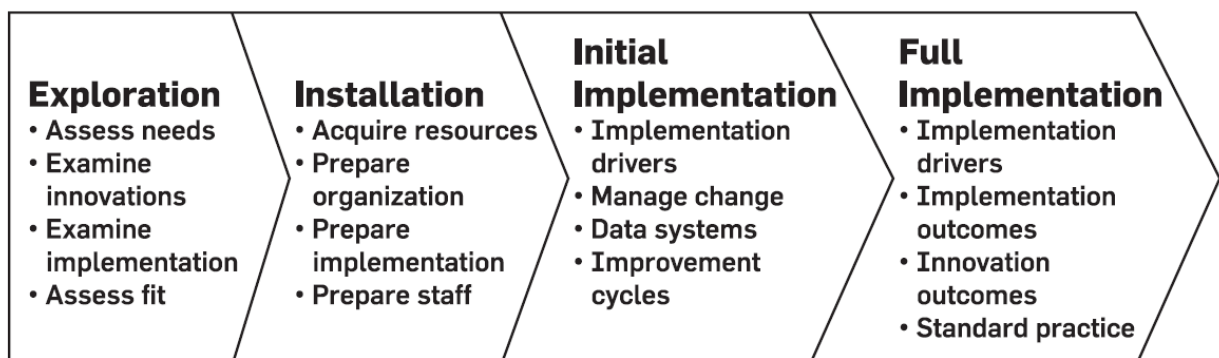 Exploration
• Assess needs
• Examine
innovations
• Examine
implementation
• Assess fit
Installation
• Acquire resources
• Prepare
organization
• Prepare
implementation
• Prepare staff
Initial
Implementation
• Implementation
drivers
• Manage change
• Data systems
• Improvement
cycles
Full
Implementation
• Implementation
drivers
• Implementation
outcomes
• Innovation
outcomes
• Standard practice